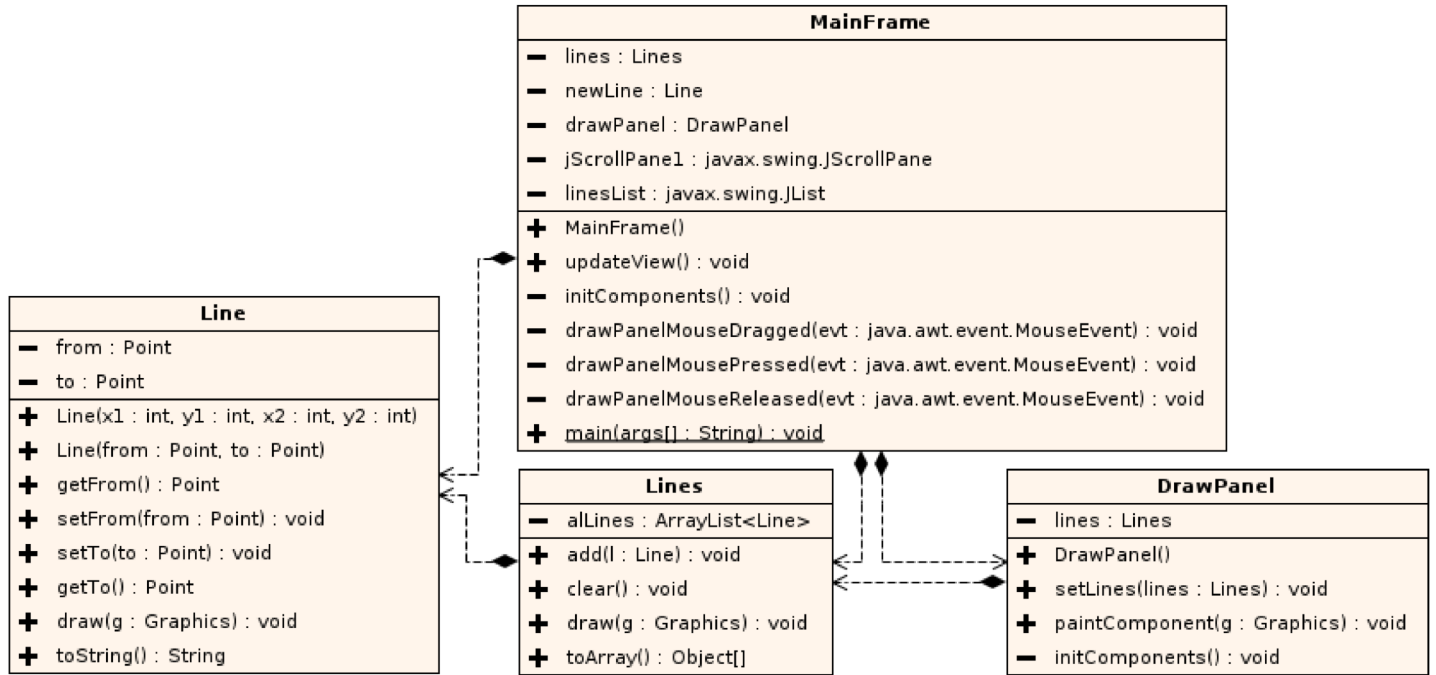 MainFrame
− lines : Lines
− newLine : Line
− drawPanel : DrawPanel
− jScrollPane1 : javax.swing.JScrollPane
− linesList : javax.swing.JList
+ MainFrame()
+ updateView() : void
− initComponents() : void
− drawPanelMouseDragged(evt : java.awt.event.MouseEvent) : void
− drawPanelMousePressed(evt : java.awt.event.MouseEvent) : void
− drawPanelMouseReleased(evt : java.awt.event.MouseEvent) : void
+ main(args[] : String) : void
Line
− from : Point
− to : Point
+ Line(x1 : int, y1 : int, x2 : int, y2 : int)
+ Line(from : Point, to : Point)
+ getFrom() : Point
+ setFrom(from : Point) : void
+ setTo(to : Point) : void
+ getTo() : Point
+ draw(g : Graphics) : void
+ toString() : String
Lines
− alLines : ArrayList<Line>
+ add(l : Line) : void
+ clear() : void
+ draw(g : Graphics) : void
+ toArray() : Object[]
DrawPanel
− lines : Lines
+ DrawPanel()
+ setLines(lines : Lines) : void
+ paintComponent(g : Graphics) : void
− initComponents() : void